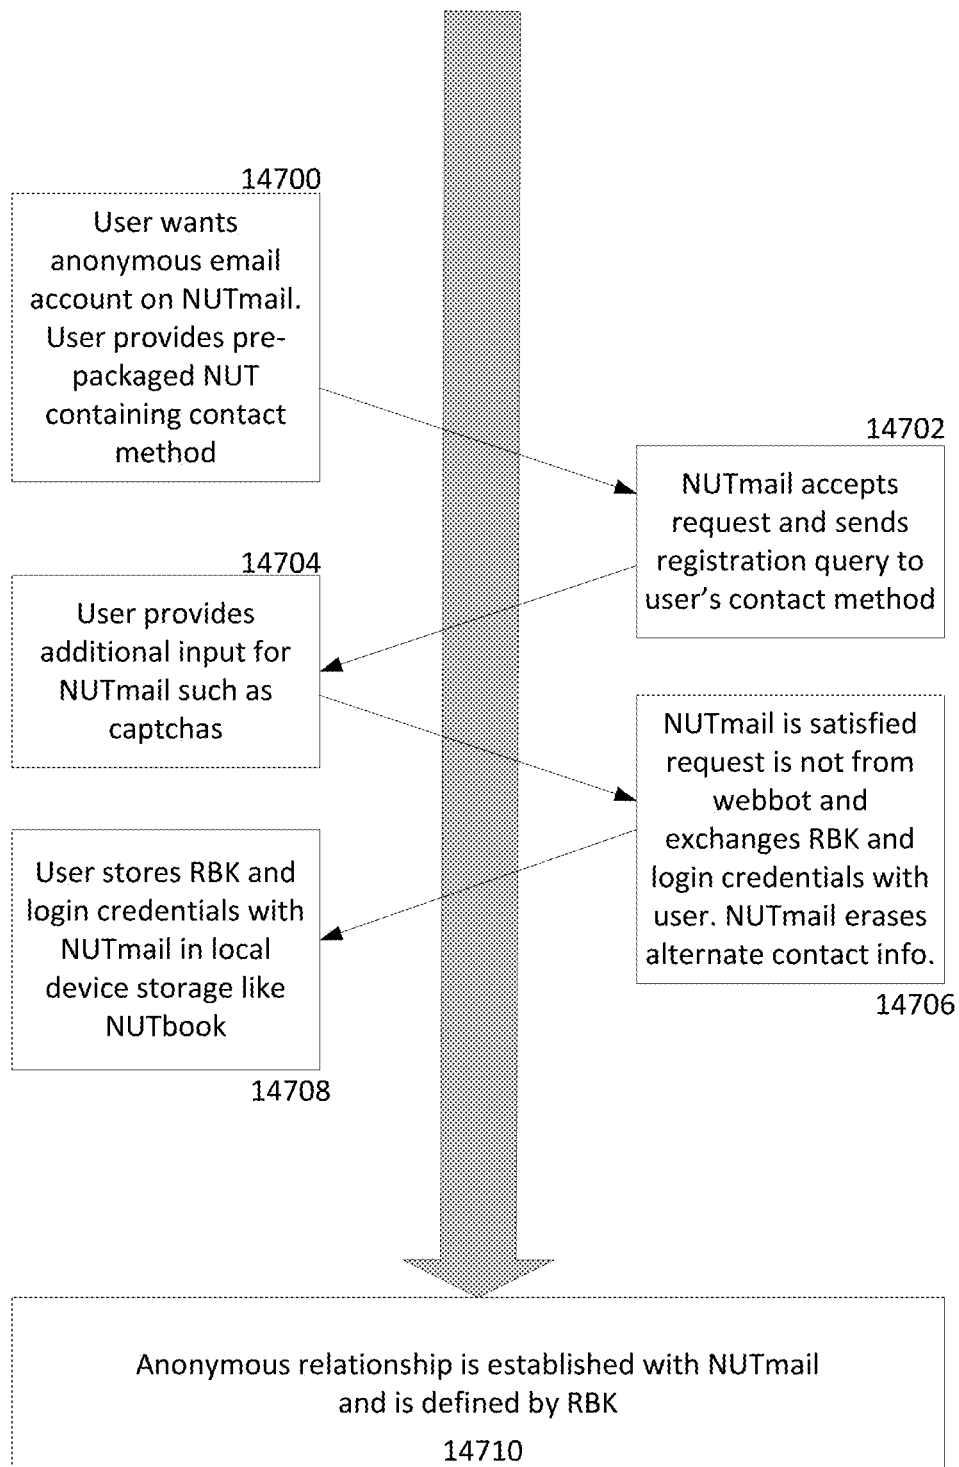 14700
User wants
anonymous email
account on NUTmail.
User provides pre-
packaged NUT
containing contact
method
14702
NUTmail accepts
request and sends
registration query to
user's contact method
14704
User provides
additional input for
NUTmail such as
captchas
NUTmail is satisfied
request is not from
webbot and
exchanges RBK and
login credentials with
user. NUTmail erases
alternate contact info.
14706
User stores RBK and
login credentials with
NUTmail in local
device storage like
NUTbook
14708
Anonymous relationship is established with NUTmail
and is defined by RBK
14710